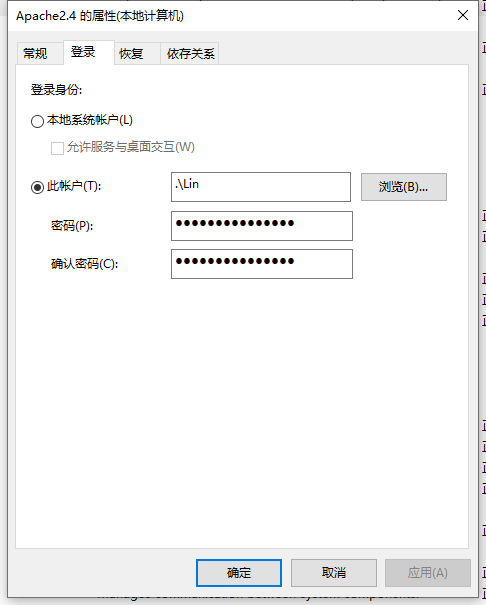 Apache2.4 的属性(本地计算机)
常规 登录 恢复 依存关系
登录身份:
本地系统帐户(L)
允许服务与桌面交互(W)
此帐户(T): .\Lin 浏览(B)...
密码(P): ●●●●●●●●●●●●●●●
确认密码(C): ●●●●●●●●●●●●●●●
确定 取消 应用(A)